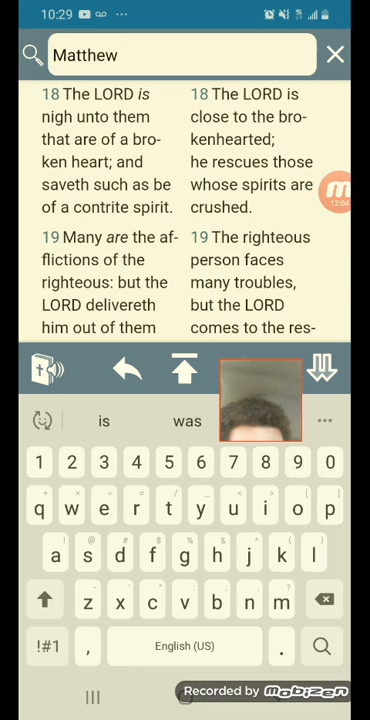 10:29
Matthew
18 The LORD is
nigh unto them
that are of a bro-
ken heart; and
saveth such as be
of a contrite spirit.
19 Many are the af-
flictions of the
righteous: but the
LORD delivereth
him out of them
18 The LORD is
close to the bro-
kenhearted;
he rescues those
whose spirits are
crushed.
19 The righteous
person faces
many troubles,
but the LORD
comes to the res-
12:04
is was
1 2 3 4 5 6 7 8 9 0
q w e r t y u i o p
a s d f g h j k l
z x c v b n m
!#1 , English (US) .
Recorded by mobizen